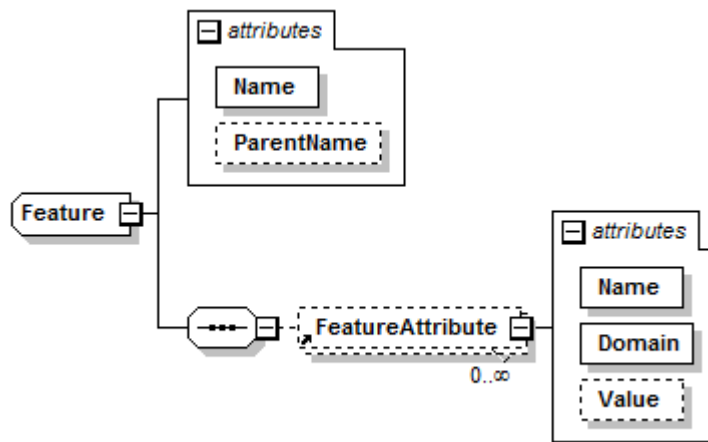 attributes
Name
ParentName
Feature
attributes
Name
FeatureAttribute
Domain
0..∞
Value